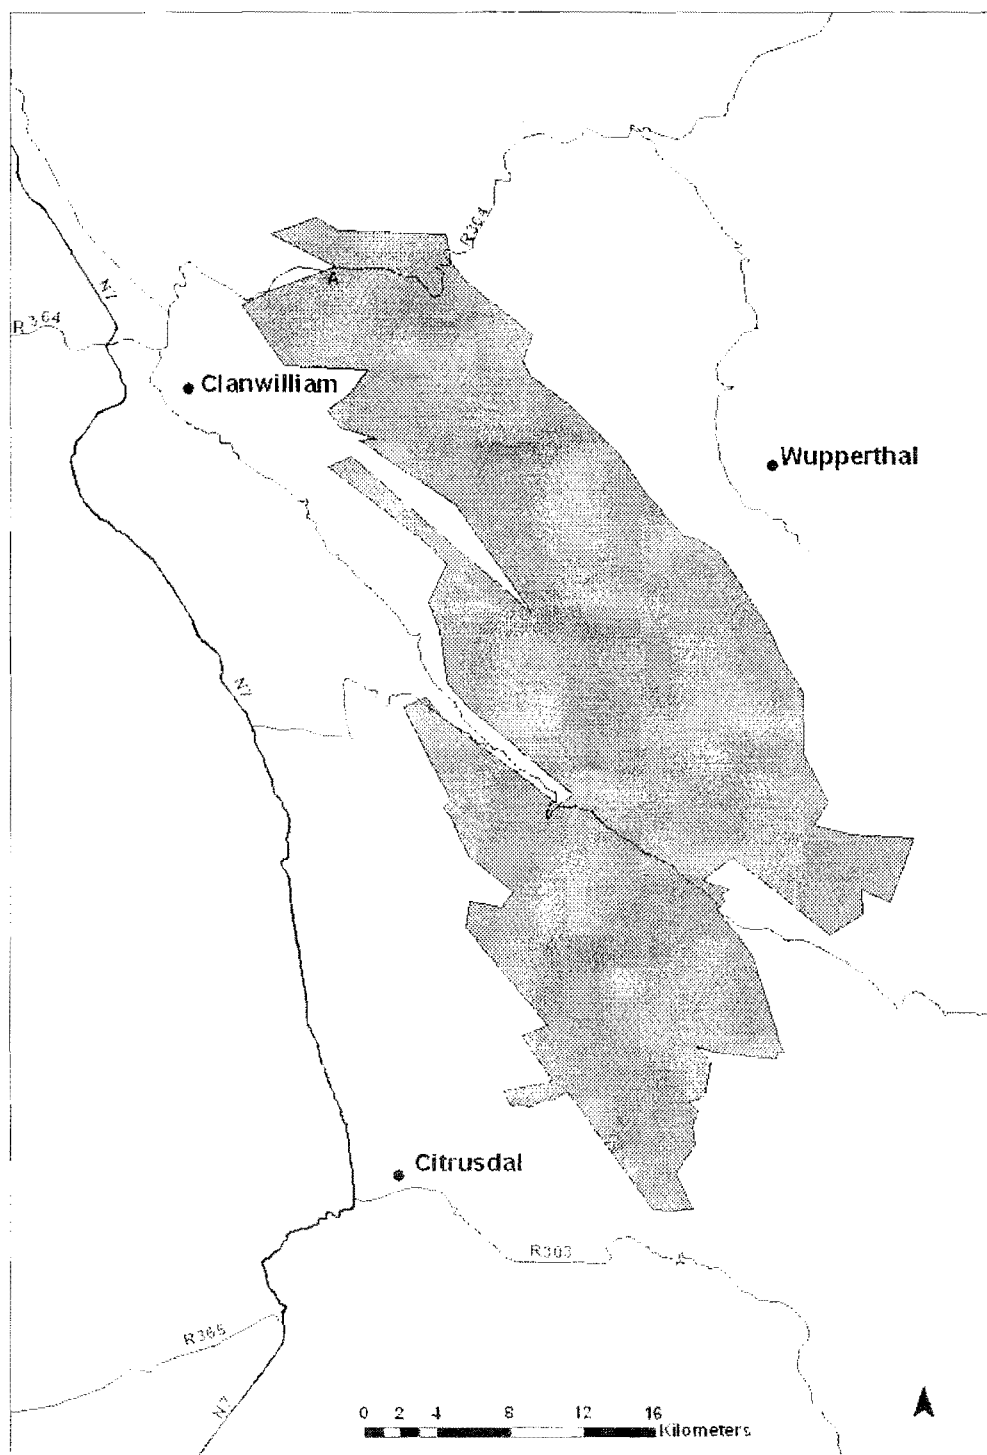 R364
N7
R364
A
Clanwilliam
Wupperthal
N7
Citrusdal
R303
R365
N7
0 2 4 8 12 16
Kilometers